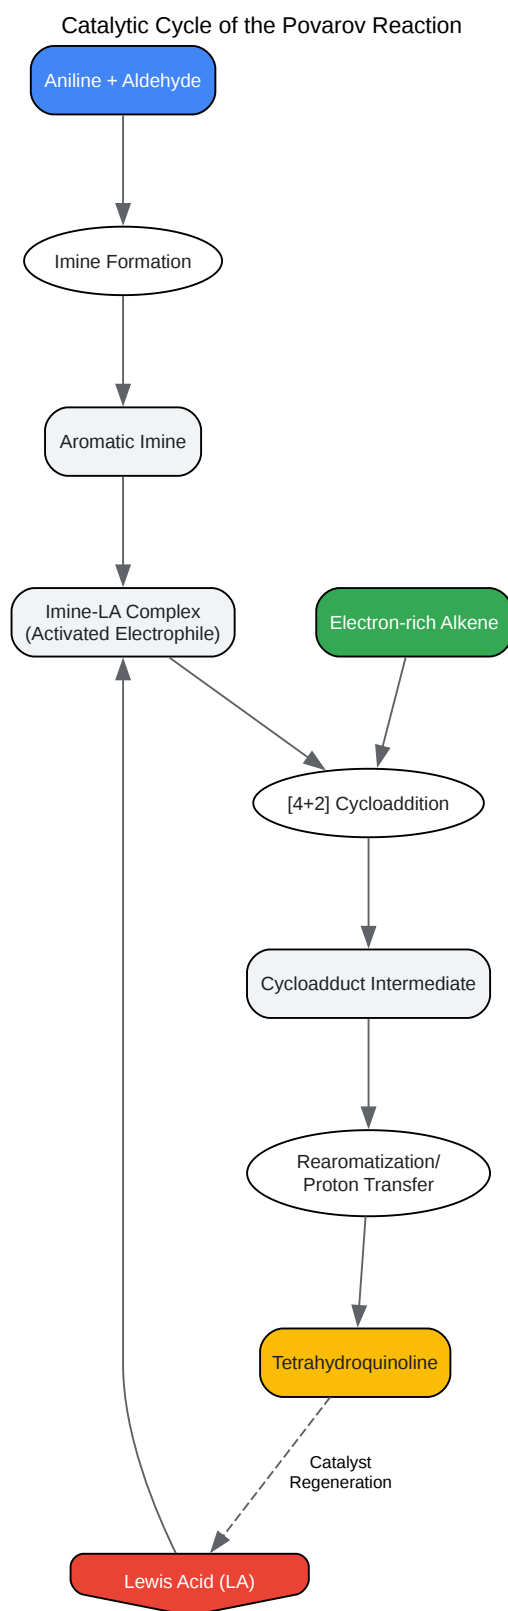 Catalytic Cycle of the Povarov Reaction
Aniline + Aldehyde
Imine Formation
Aromatic Imine
Imine-LA Complex
(Activated Electrophile)
Electron-rich Alkene
[4+2] Cycloaddition
Cycloadduct Intermediate
Rearomatization/
Proton Transfer
Tetrahydroquinoline
Catalyst
Regeneration
Lewis Acid (LA)